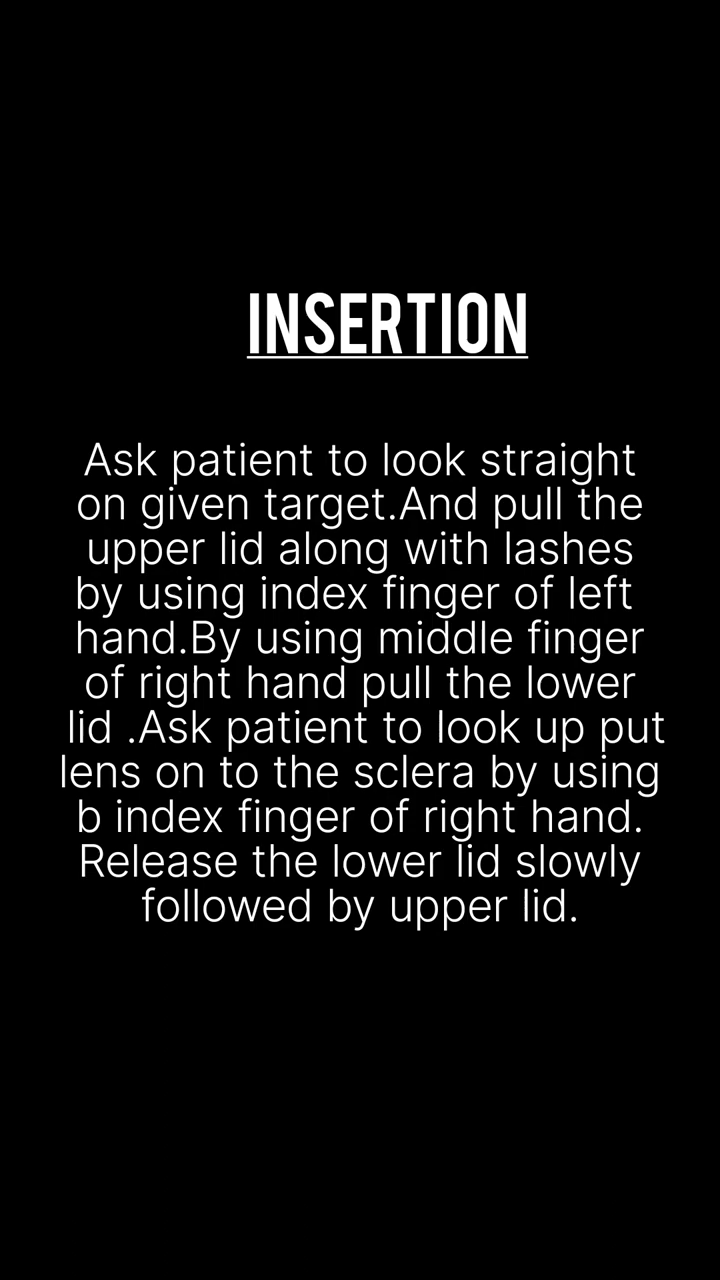 INSERTION
Ask patient to look straight
on given target.And pull the
upper lid along with lashes
by using index finger of left
hand.By using middle finger
of right hand pull the lower
lid .Ask patient to look up put
lens on to the sclera by using
b index finger of right hand.
Release the lower lid slowly
followed by upper lid.